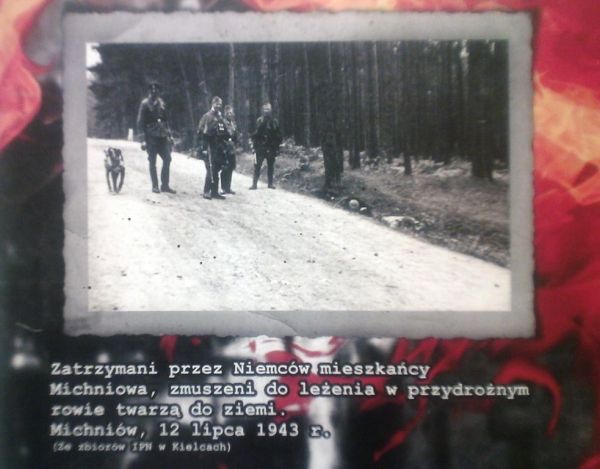 Zatrzymani przez Niemców mieszkańcy
Michniowa, zmuszeni do leżenia w przydrożnym
rowie twarzą do ziemi.
Michniów, 12 lipca 1943 r.
(Ze zbiorów IPN w Kielcach)